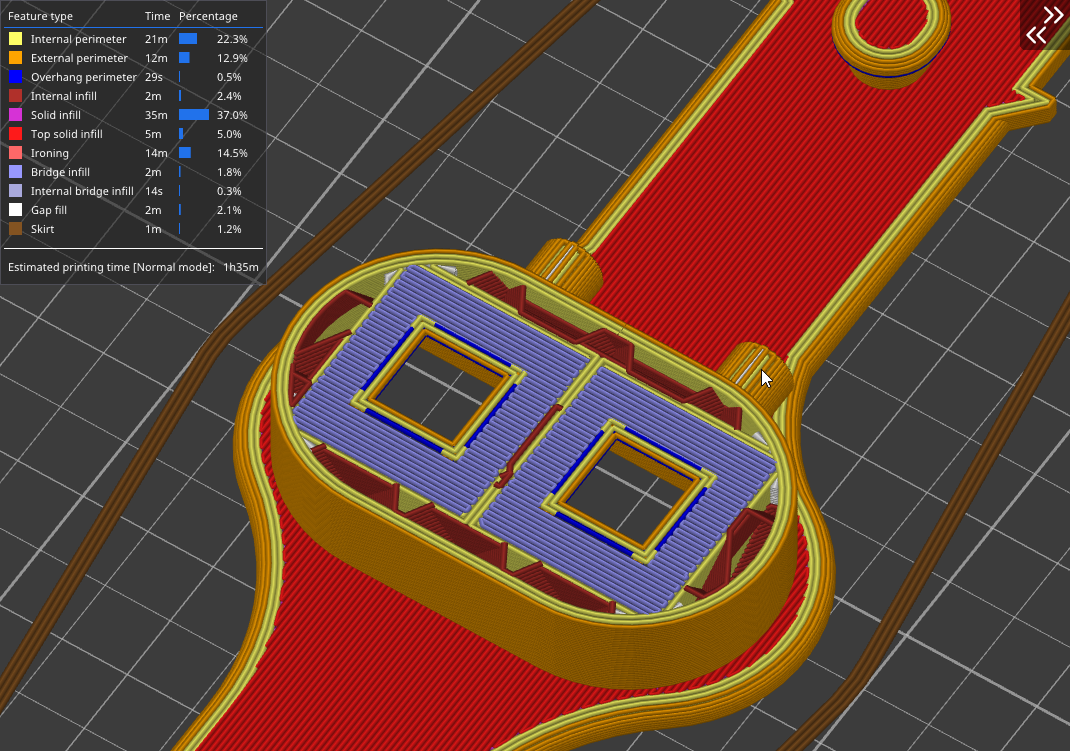 Feature type Time Percentage
Internal perimeter 21m 22.3%
External perimeter 12m 12.9%
Overhang perimeter 29s 0.5%
Internal infill 2m 2.4%
Solid infill 35m 37.0%
Top solid infill 5m 5.0%
Ironing 14m 14.5%
Bridge infill 2m 1.8%
Internal bridge infill 14s 0.3%
Gap fill 2m 2.1%
Skirt 1m 1.2%
Estimated printing time [Normal mode]: 1h35m